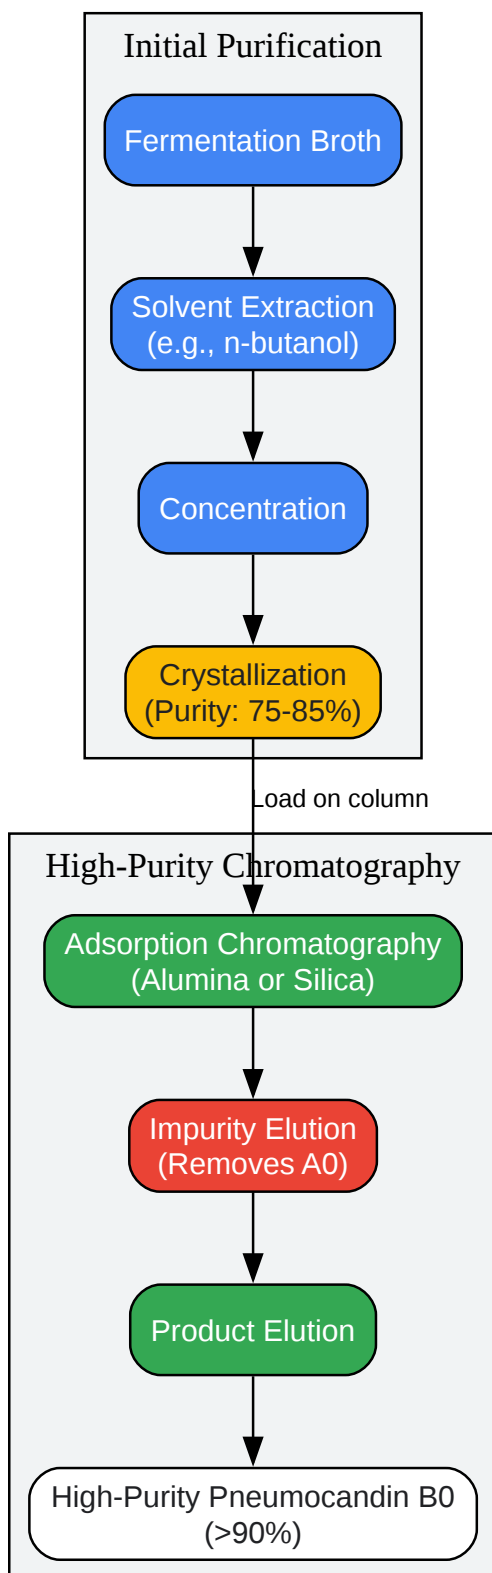 Initial Purification
Fermentation Broth
Solvent Extraction
(e.g., n-butanol)
Concentration
Crystallization
(Purity: 75-85%)
Load on column
High-Purity Chromatography
Adsorption Chromatography
(Alumina or Silica)
Impurity Elution
(Removes A0)
Product Elution
High-Purity Pneumocandin B0
(>90%)